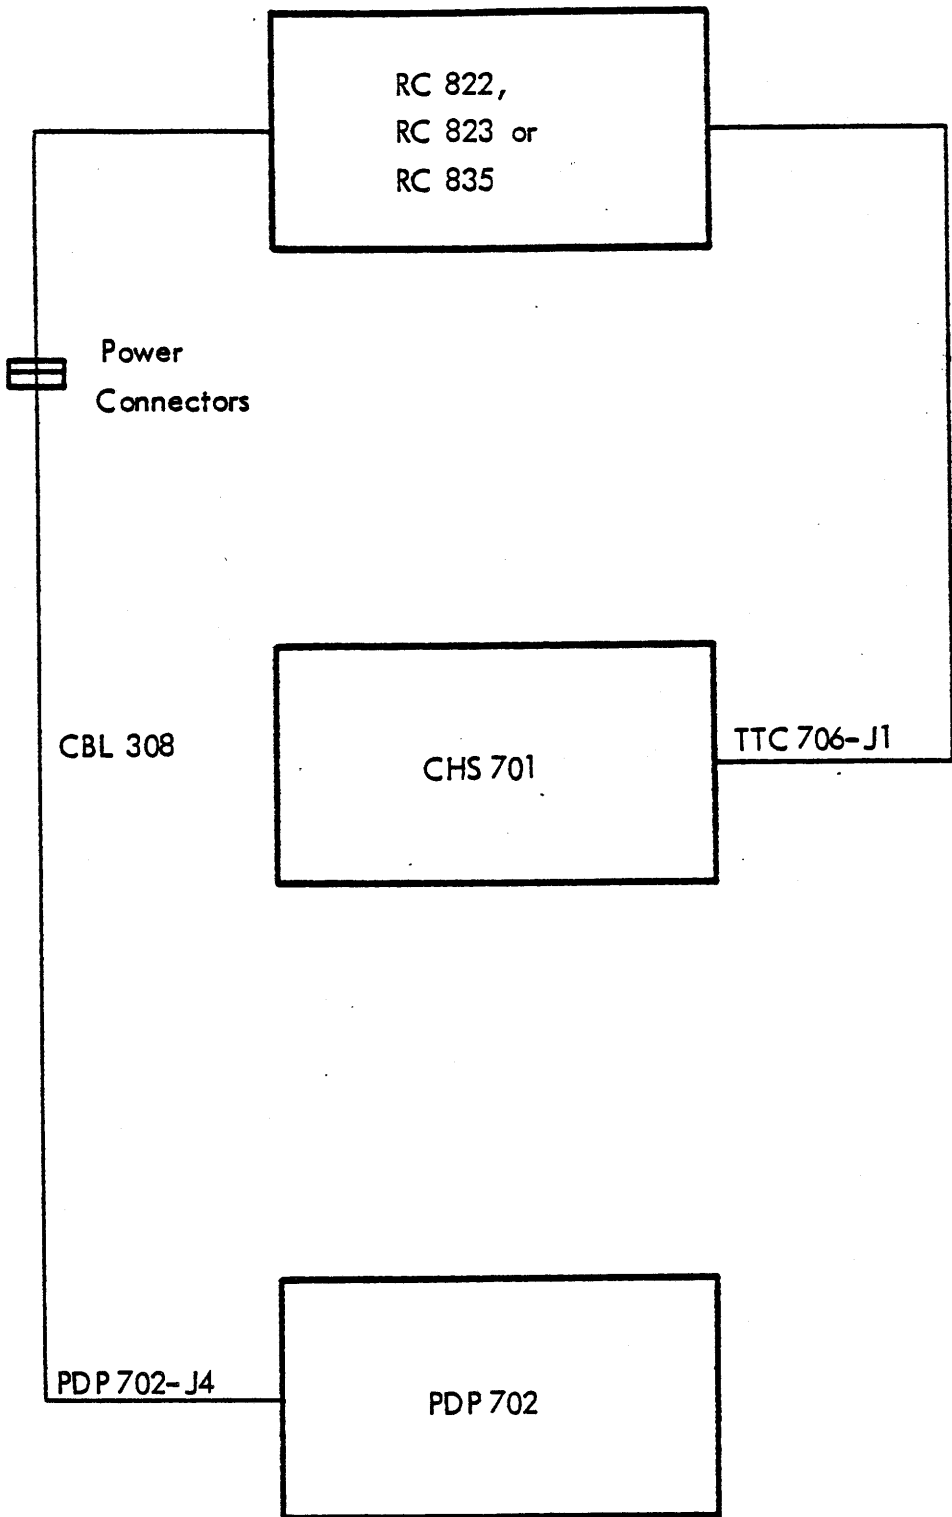 RC 822,
RC 823 or
RC 835
Power
Connectors
CBL 308
CHS 701
TTC 706-J1
PDP 702-J4
PDP 702